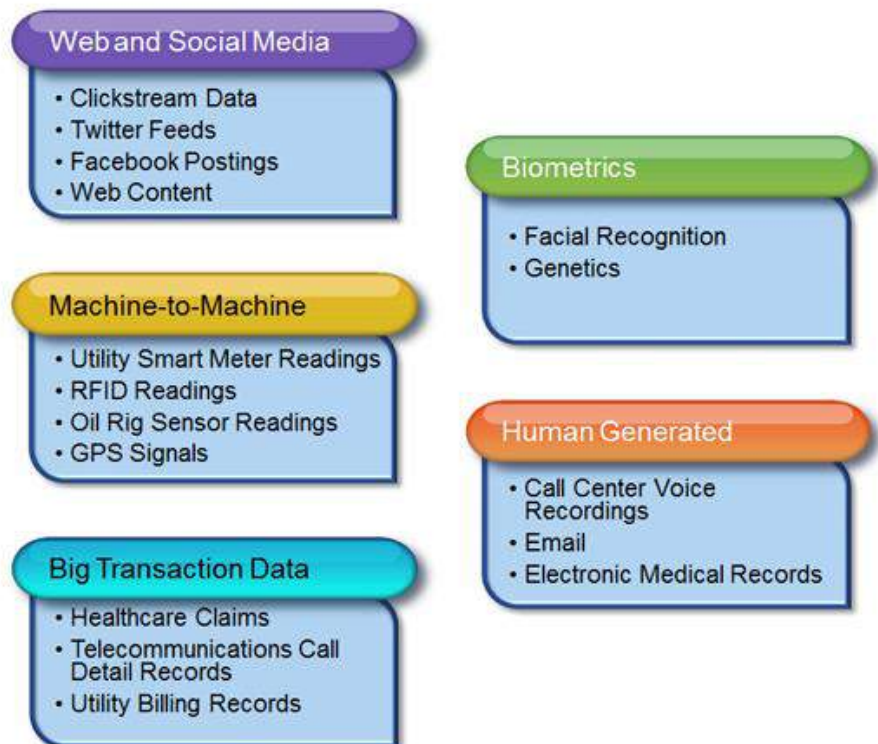 Web and Social Media
• Clickstream Data
• Twitter Feeds
• Facebook Postings
• Web Content
Machine-to-Machine
• Utility Smart Meter Readings
• RFID Readings
• Oil Rig Sensor Readings
• GPS Signals
Big Transaction Data
• Healthcare Claims
• Telecommunications Call
Detail Records
• Utility Billing Records
Biometrics
• Facial Recognition
• Genetics
Human Generated
• Call Center Voice
Recordings
• Email
• Electronic Medical Records